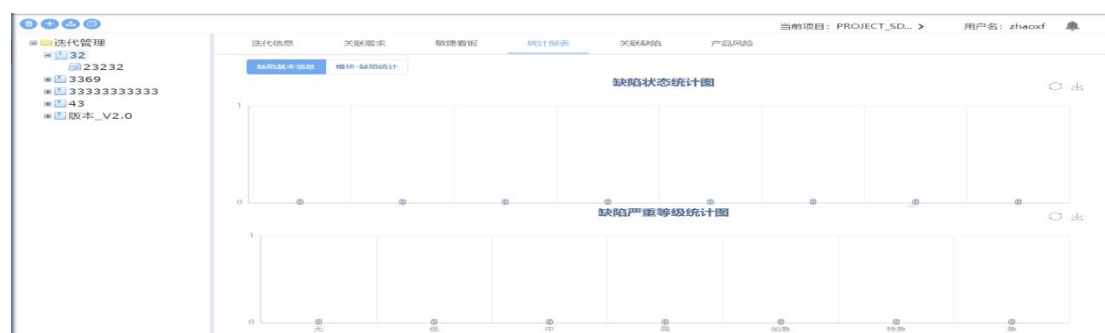 当前项目: PROJECT_SD... >
用户名: zhaoxf
迭代管理
32
23232
3369
33333333333
43
版本_V2.0
迭代信息 关联需求 敏捷看板 统计报表 关联缺陷 产品风险
缺陷基本信息 模块-缺陷统计
缺陷状态统计图
1
0 0 0 0 0 0 0 0 0
缺陷严重等级统计图
1
0 0 0 0 0 0 0 0
无 低 中 高 加急 特急 急